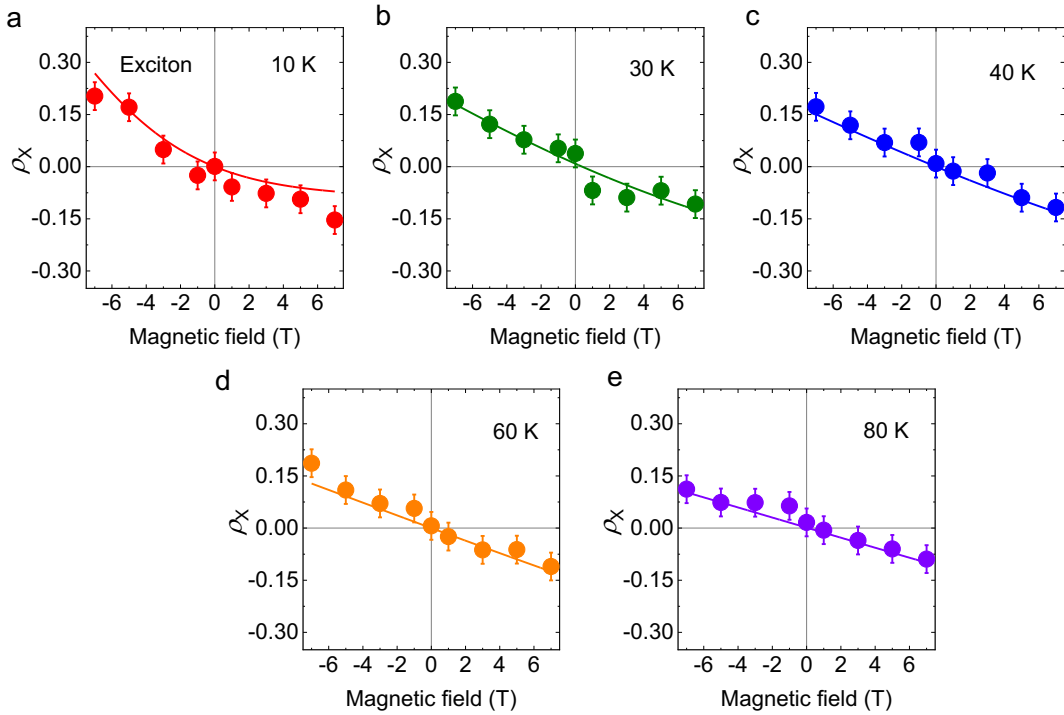 a
b
c
Exciton
10 K
30 K
40 K
0.30
0.15
0.00
-0.15
-0.30
ρX
-6 -4 -2 0 2 4 6
Magnetic field (T)
0.30
0.15
0.00
-0.15
-0.30
ρX
-6 -4 -2 0 2 4 6
Magnetic field (T)
0.30
0.15
0.00
-0.15
-0.30
ρX
-6 -4 -2 0 2 4 6
Magnetic field (T)
d
e
60 K
80 K
0.30
0.15
0.00
-0.15
-0.30
ρX
-6 -4 -2 0 2 4 6
Magnetic field (T)
0.30
0.15
0.00
-0.15
-0.30
ρX
-6 -4 -2 0 2 4 6
Magnetic field (T)